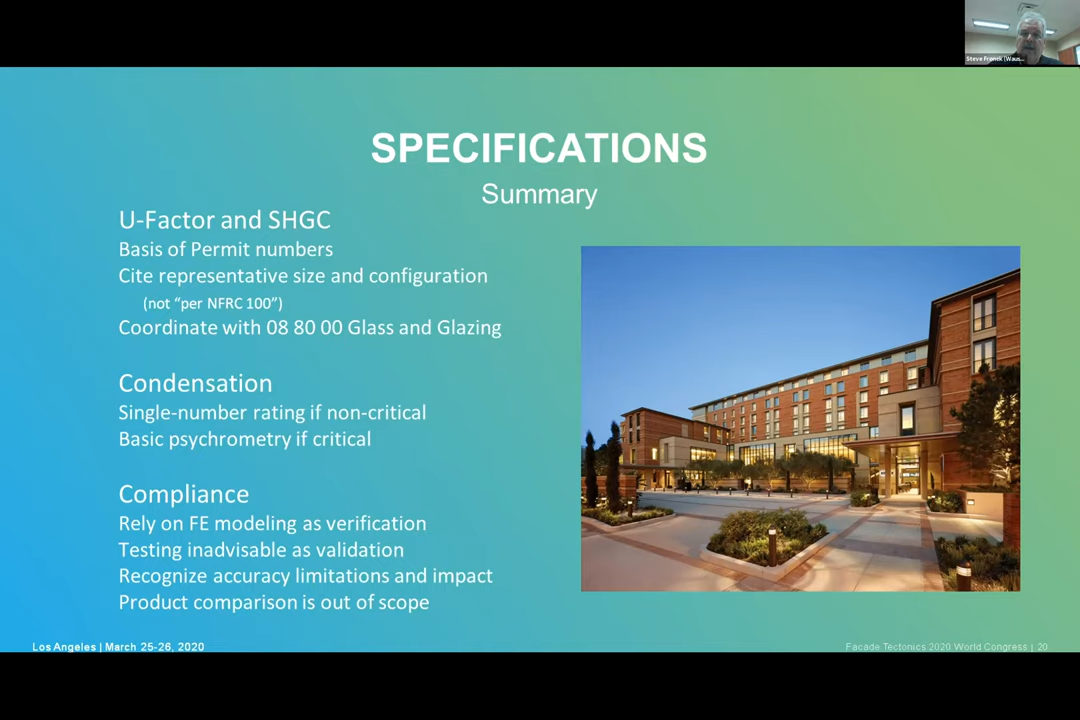 Steve Fronek (Waus...
SPECIFICATIONS
Summary
U-Factor and SHGC
Basis of Permit numbers
Cite representative size and configuration
(not “per NFRC 100”)
Coordinate with 08 80 00 Glass and Glazing
Condensation
Single-number rating if non-critical
Basic psychrometry if critical
Compliance
Rely on FE modeling as verification
Testing inadvisable as validation
Recognize accuracy limitations and impact
Product comparison is out of scope
Los Angeles | March 25-26, 2020
Facade Tectonics 2020 World Congress | 20